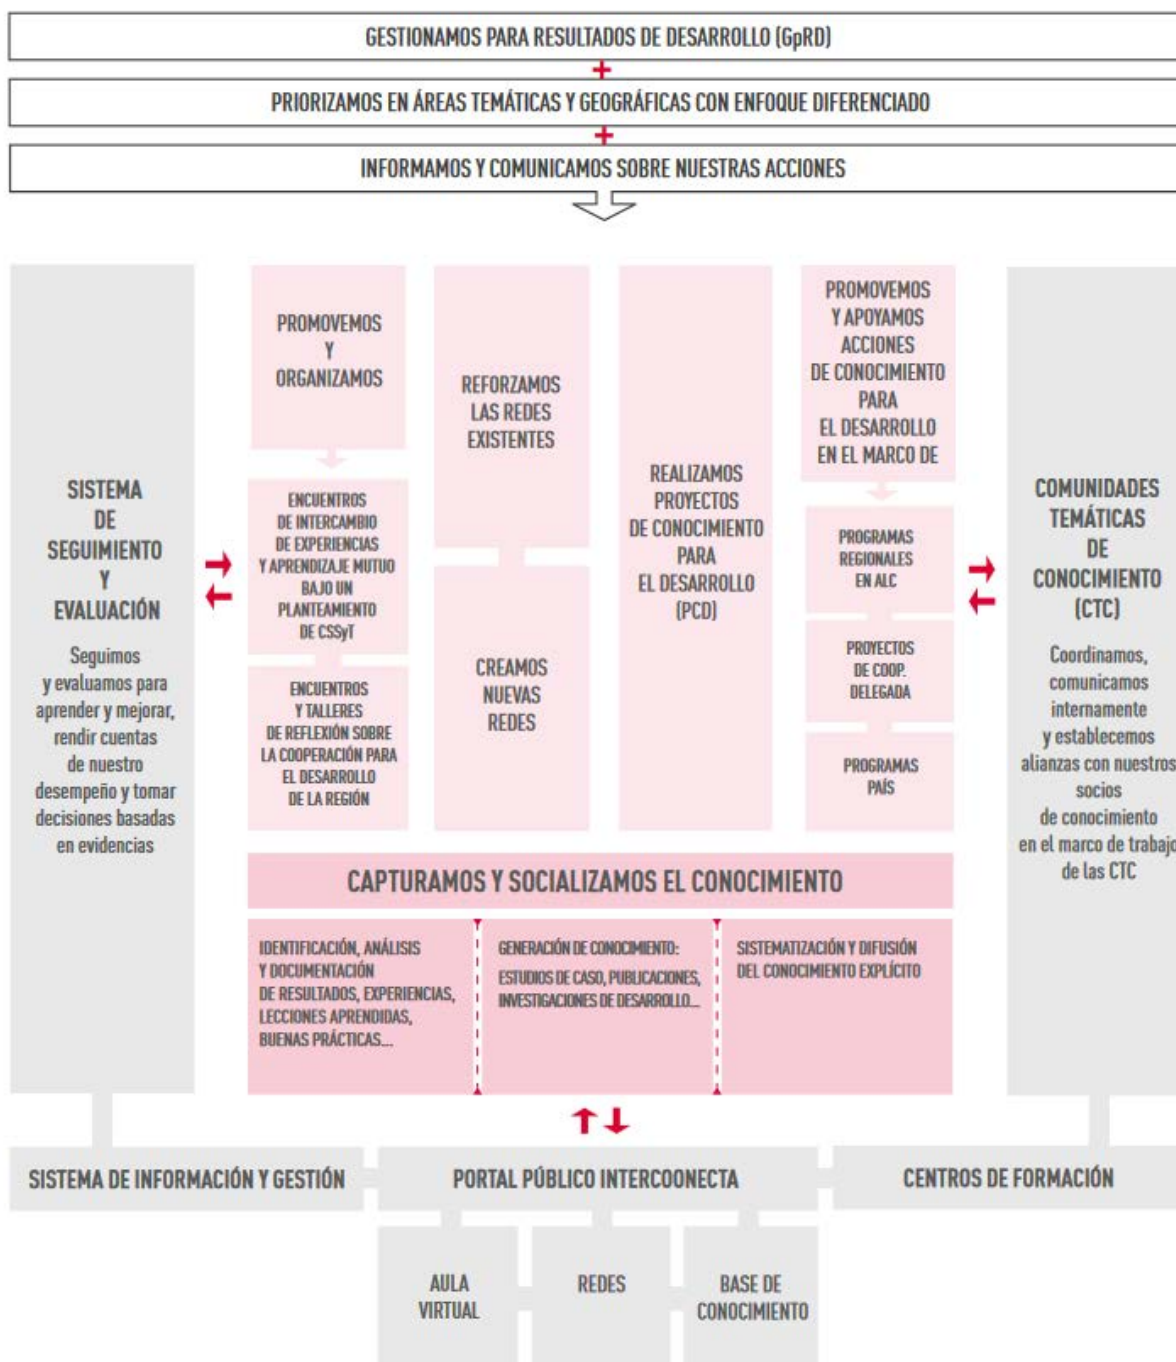 GESTIONAMOS PARA RESULTADOS DE DESARROLLO (GpRD)
+
PRIORIZAMOS EN ÁREAS TEMÁTICAS Y GEOGRÁFICAS CON ENFOQUE DIFERENCIADO
+
INFORMAMOS Y COMUNICAMOS SOBRE NUESTRAS ACCIONES
SISTEMA
DE
SEGUIMIENTO
Y
EVALUACIÓN
Seguimos
y evaluamos para
aprender y mejorar,
rendir cuentas
de nuestro
desempeño y tomar
decisiones basadas
en evidencias
PROMOVEMOS
Y
ORGANIZAMOS
ENCUENTROS
DE INTERCAMBIO
DE EXPERIENCIAS
Y APRENDIZAJE MUTUO
BAJO UN
PLANTEAMIENTO
DE CSSyT
ENCUENTROS
Y TALLERES
DE REFLEXIÓN SOBRE
LA COOPERACIÓN PARA
EL DESARROLLO
DE LA REGIÓN
REFORZAMOS
LAS REDES
EXISTENTES
CREAMOS
NUEVAS
REDES
REALIZAMOS
PROYECTOS
DE CONOCIMIENTO
PARA
EL DESARROLLO
(PCD)
PROMOVEMOS
Y APOYAMOS
ACCIONES
DE CONOCIMIENTO
PARA
EL DESARROLLO
EN EL MARCO DE
PROGRAMAS
REGIONALES
EN ALC
PROYECTOS
DE COOP.
DELEGADA
PROGRAMAS
PAÍS
COMUNIDADES
TEMÁTICAS
DE
CONOCIMIENTO
(CTC)
Coordinamos,
comunicamos
internamente
y establecemos
alianzas con nuestros
socios
de conocimiento
en el marco de trabajo
de las CTC
CAPTURAMOS Y SOCIALIZAMOS EL CONOCIMIENTO
IDENTIFICACIÓN, ANÁLISIS
Y DOCUMENTACIÓN
DE RESULTADOS, EXPERIENCIAS,
LECCIONES APRENDIDAS,
BUENAS PRÁCTICAS...
GENERACIÓN DE CONOCIMIENTO:
ESTUDIOS DE CASO, PUBLICACIONES,
INVESTIGACIONES DE DESARROLLO...
SISTEMATIZACIÓN Y DIFUSIÓN
DEL CONOCIMIENTO EXPLÍCITO
SISTEMA DE INFORMACIÓN Y GESTIÓN
PORTAL PÚBLICO INTERCOONECTA
CENTROS DE FORMACIÓN
AULA
VIRTUAL
REDES
BASE DE
CONOCIMIENTO